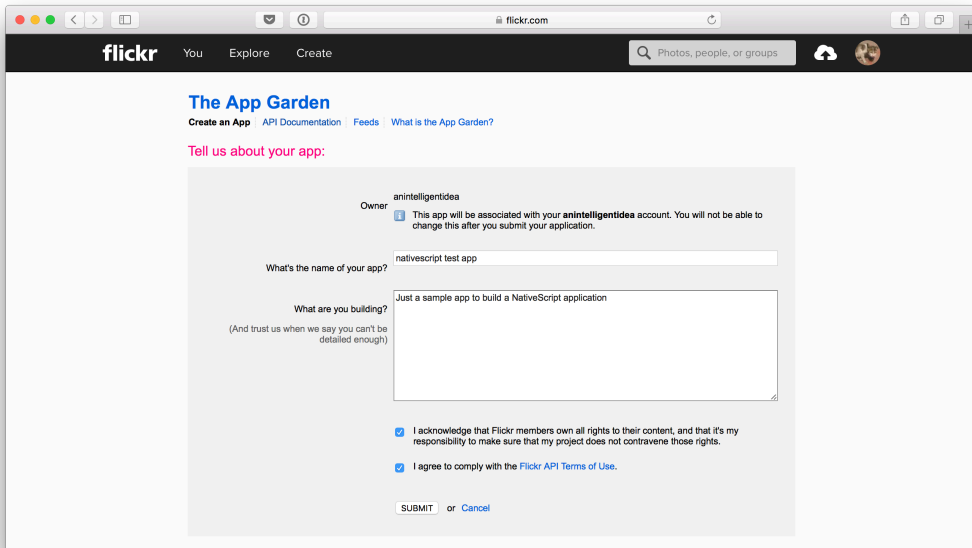 flickr.com
flickr You Explore Create Photos, people, or groups
The App Garden
Create an App API Documentation Feeds What is the App Garden?
Tell us about your app:
Owner
anintelligentidea
This app will be associated with your anintelligentidea account. You will not be able to
change this after you submit your application.
What's the name of your app?
nativescript test app
What are you building?
(And trust us when we say you can't be
detailed enough)
Just a sample app to build a NativeScript application
I acknowledge that Flickr members own all rights to their content, and that it's my
responsibility to make sure that my project does not contravene those rights.
I agree to comply with the Flickr API Terms of Use.
SUBMIT or Cancel